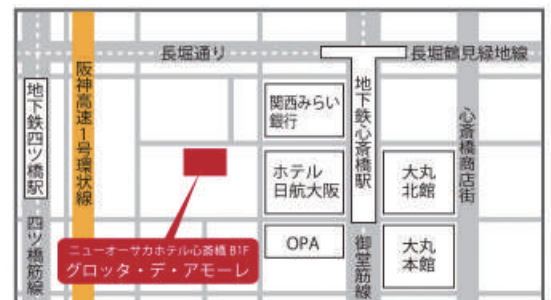 長堀通り
長堀鶴見緑地線
阪神高速1号環状線
地下鉄四ツ橋駅
四ツ橋筋線
関西みらい
銀行
地下鉄心斎橋駅
心斎橋商店街
ホテル
日航大阪
大丸
北館
OPA
御堂筋線
大丸
本館
ニューオーサカホテル心斎橋 B1F
グロッタ・デ・アモーレ